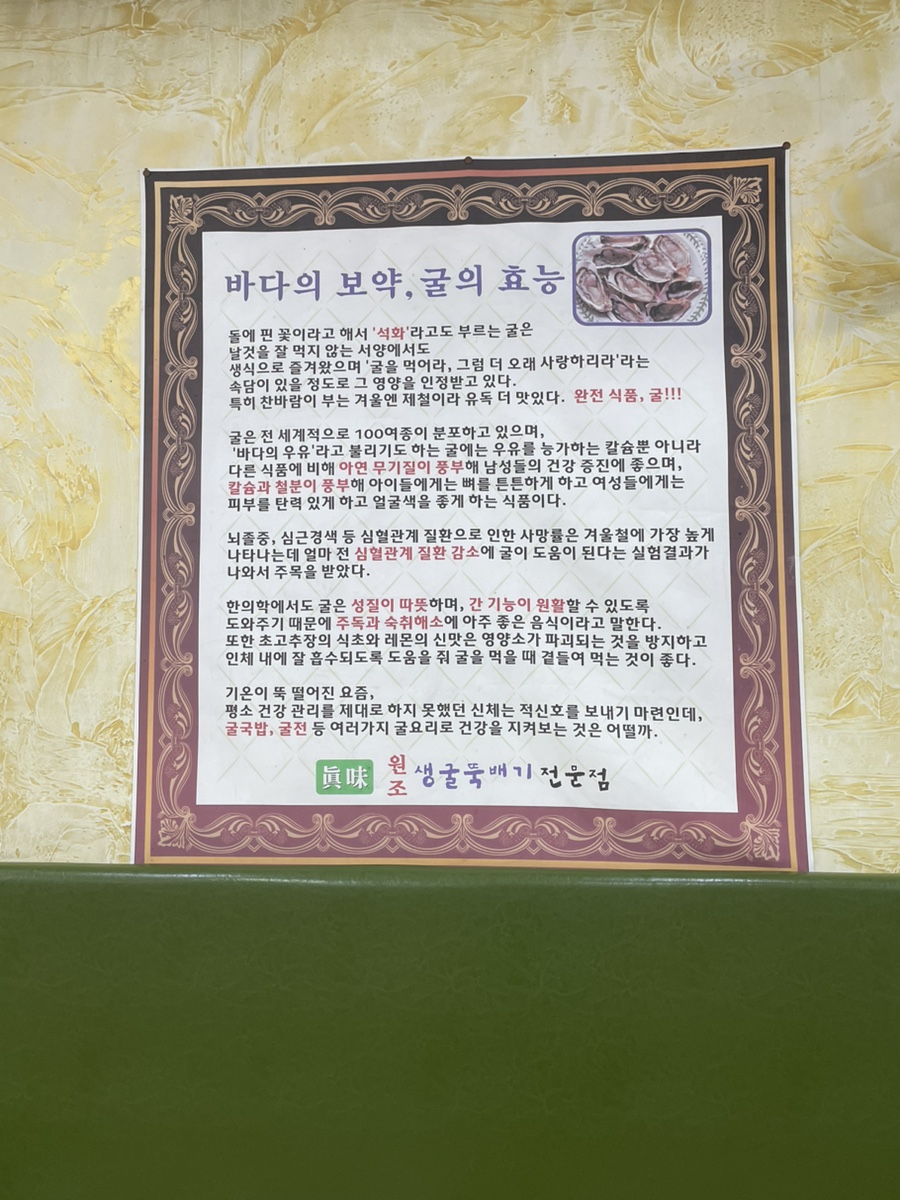 바다의 보약, 굴의 효능
돌에 핀 꽃이라고 해서 '석화'라고도 부르는 굴은
날것을 잘 먹지 않는 서양에서도
생식으로 즐겨왔으며 '굴을 먹어라, 그럼 더 오래 사랑하리라'라는
속담이 있을 정도로 그 영양을 인정받고 있다.
특히 찬바람이 부는 겨울엔 제철이라 유독 더 맛있다. 완전 식품, 굴!!!
굴은 전 세계적으로 100여종이 분포하고 있으며,
'바다의 우유'라고 불리기도 하는 굴에는 우유를 능가하는 칼슘뿐 아니라
다른 식품에 비해 아연 무기질이 풍부해 남성들의 건강 증진에 좋으며,
칼슘과 철분이 풍부해 아이들에게는 뼈를 튼튼하게 하고 여성들에게는
피부를 탄력 있게 하고 얼굴색을 좋게 하는 식품이다.
뇌졸중, 심근경색 등 심혈관계 질환으로 인한 사망률은 겨울철에 가장 높게
나타나는데 얼마 전 심혈관계 질환 감소에 굴이 도움이 된다는 실험결과가
나와서 주목을 받았다.
한의학에서도 굴은 성질이 따뜻하며, 간 기능이 원활할 수 있도록
도와주기 때문에 주독과 숙취해소에 아주 좋은 음식이라고 말한다.
또한 초고추장의 식초와 레몬의 신맛은 영양소가 파괴되는 것을 방지하고
인체 내에 잘 흡수되도록 도움을 줘 굴을 먹을 때 곁들여 먹는 것이 좋다.
기온이 뚝 떨어진 요즘,
평소 건강 관리를 제대로 하지 못했던 신체는 적신호를 보내기 마련인데,
굴국밥, 굴전 등 여러가지 굴요리로 건강을 지켜보는 것은 어떨까.
眞味 원조 생굴뚝배기 전문점